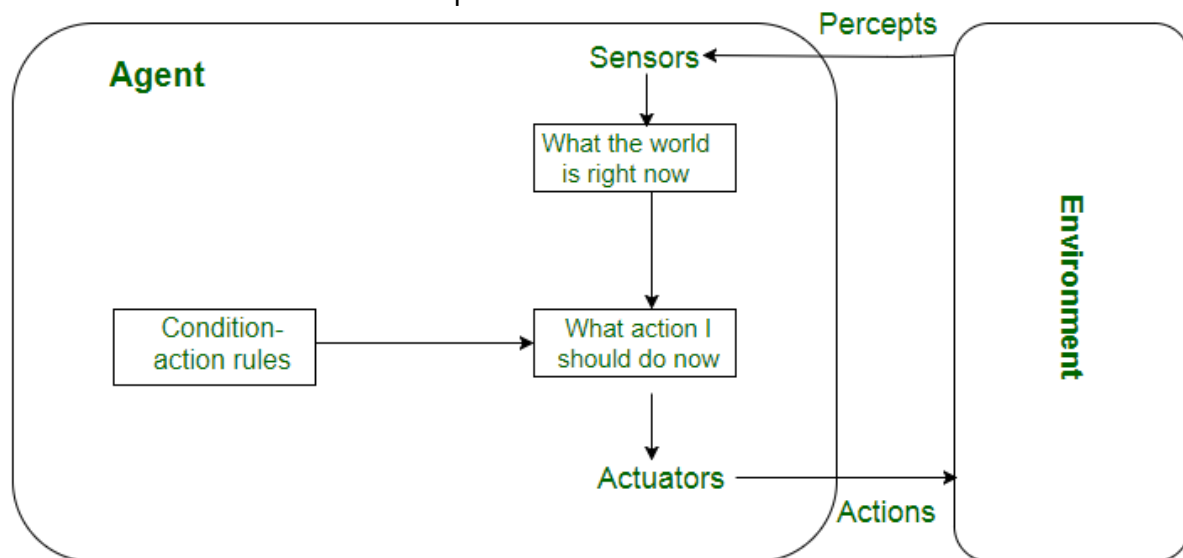 Percepts
Sensors
Agent
What the world
is right now
Environment
Condition-
action rules
What action I
should do now
Actuators
Actions